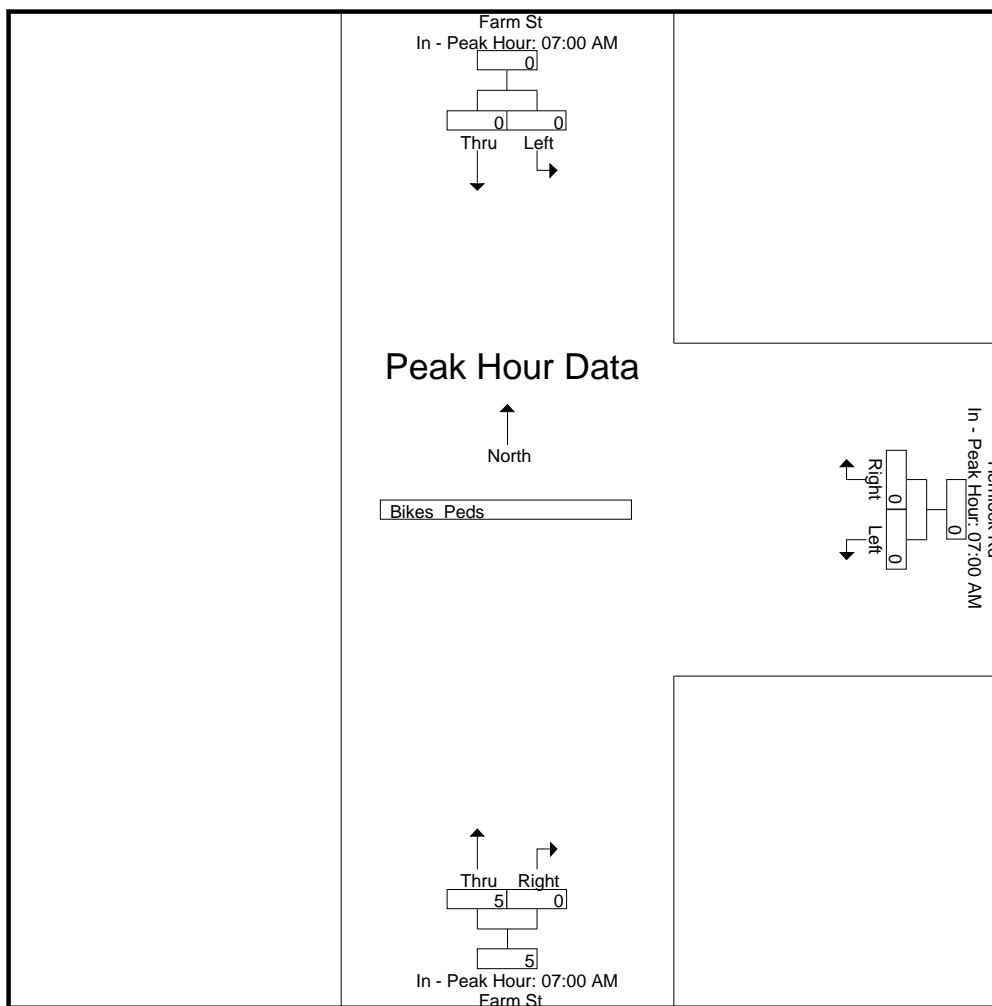 Farm St
In - Peak Hour: 07:00 AM
0
0 0
Thru Left
Peak Hour Data
North
Bikes Peds
In - Peak Hour: 07:00 AM
0
Right
0
Left
0
Thru Right
5 0
5
In - Peak Hour: 07:00 AM
Farm St